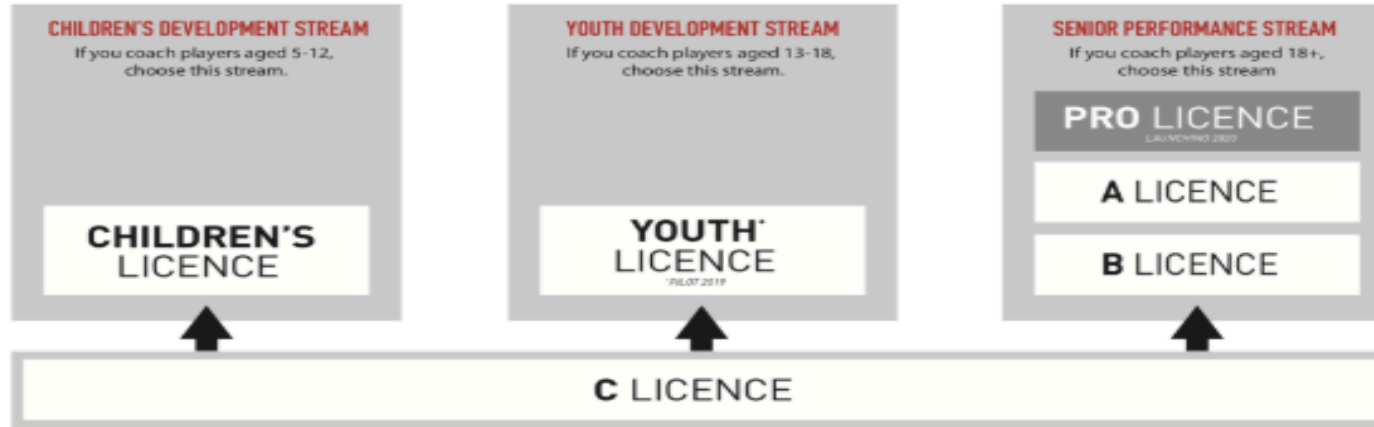 CHILDREN'S DEVELOPMENT STREAM
If you coach players aged 5-12,
choose this stream.
CHILDREN'S
LICENCE
YOUTH DEVELOPMENT STREAM
If you coach players aged 13-18,
choose this stream.
YOUTH*
LICENCE
*PILOT 2019
SENIOR PERFORMANCE STREAM
If you coach players aged 18+,
choose this stream
PRO LICENCE
LAUNCHING
A LICENCE
B LICENCE
C LICENCE